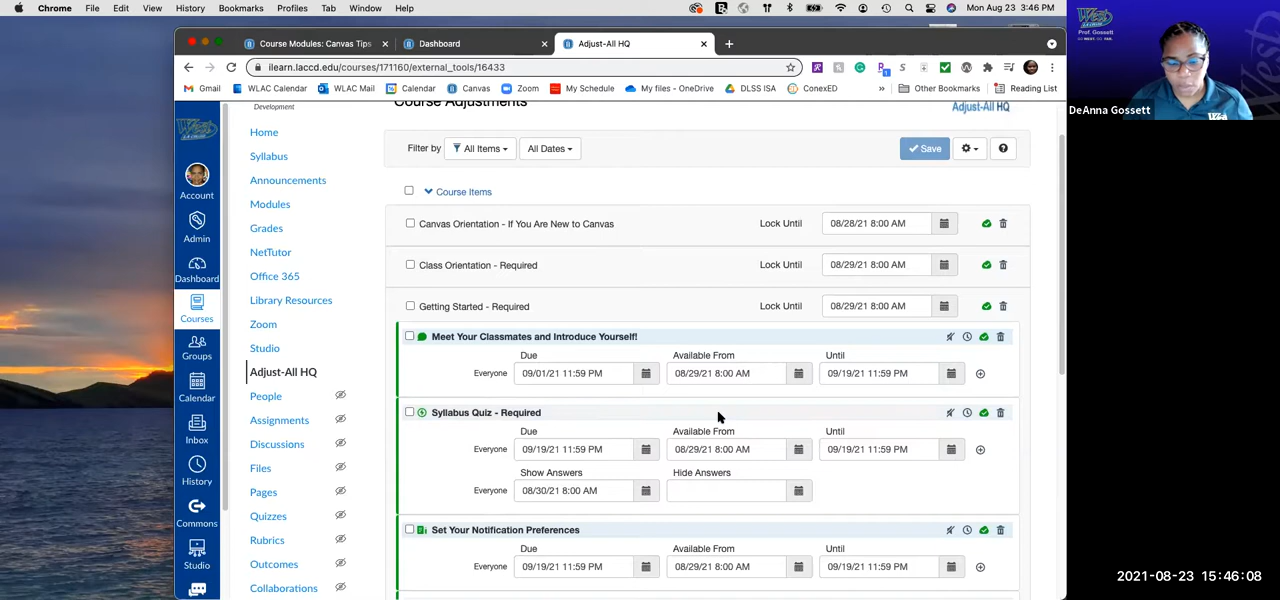 Chrome File Edit View History Bookmarks Profiles Tab Window Help Mon Aug 23 3:46 PM
West
Prof. Gossett
Course Modules: Canvas Tips Dashboard Adjust-All HQ
ilearn.laccd.edu/courses/171160/external_tools/16433
Gmail WLAC Calendar WLAC Mail Calendar Canvas Zoom My Schedule My files - OneDrive DLSS ISA ConexED » Other Bookmarks Reading List
DeAnna Gossett
Development
Course Adjustments
Adjust-All HQ
Home
Syllabus
Announcements
Modules
Grades
NetTutor
Office 365
Library Resources
Zoom
Studio
Adjust-All HQ
People
Assignments
Discussions
Files
Pages
Quizzes
Rubrics
Outcomes
Collaborations
Account
Admin
Dashboard
Courses
Groups
Calendar
Inbox
History
Commons
Studio
Filter by All Items All Dates Save
Course Items
Canvas Orientation - If You Are New to Canvas Lock Until 08/28/21 8:00 AM
Class Orientation - Required Lock Until 08/29/21 8:00 AM
Getting Started - Required Lock Until 08/29/21 8:00 AM
Meet Your Classmates and Introduce Yourself!
Due Available From Until
Everyone 09/01/21 11:59 PM 08/29/21 8:00 AM 09/19/21 11:59 PM
Syllabus Quiz - Required
Due Available From Until
Everyone 09/19/21 11:59 PM 08/29/21 8:00 AM 09/19/21 11:59 PM
Show Answers Hide Answers
Everyone 08/30/21 8:00 AM
Set Your Notification Preferences
Due Available From Until
Everyone 09/19/21 11:59 PM 08/29/21 8:00 AM 09/19/21 11:59 PM
2021-08-23 15:46:08